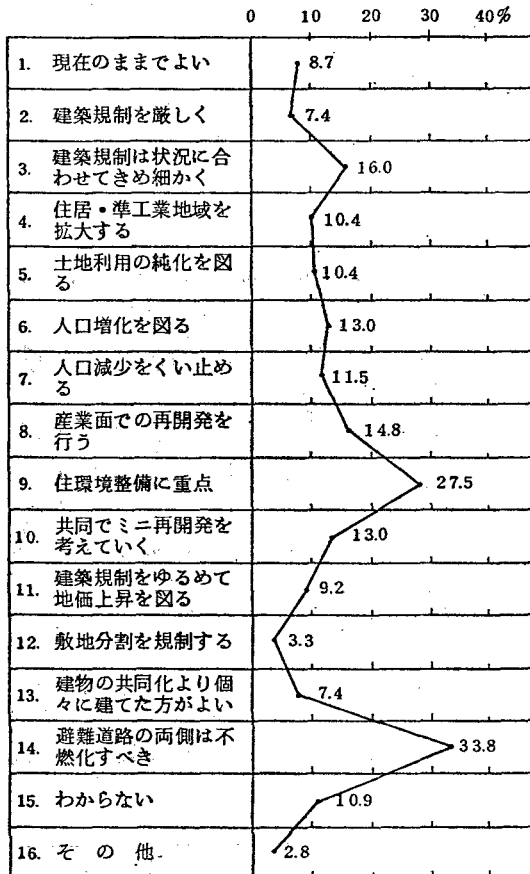 0 10 20 30 40%
1. 現在のままでよい 8.7
2. 建築規制を厳しく 7.4
3. 建築規制は状況に合
わせてきめ細かく 16.0
4. 住居・準工業地域を
拡大する 10.4
5. 土地利用の純化を図
る 10.4
6. 人口増化を図る 13.0
7. 人口減少をくい止め
る 11.5
8. 産業面での再開発を
行う 14.8
9. 住環境整備に重点 27.5
10. 共同でミニ再開発を
考えていく 13.0
11. 建築規制をゆるめて
地価上昇を図る 9.2
12. 敷地分割を規制する 3.3
13. 建物の共同化より個
々に建てた方がよい 7.4
14. 避難道路の両側は不
燃化すべき 33.8
15. わからない 10.9
16. その他 2.8